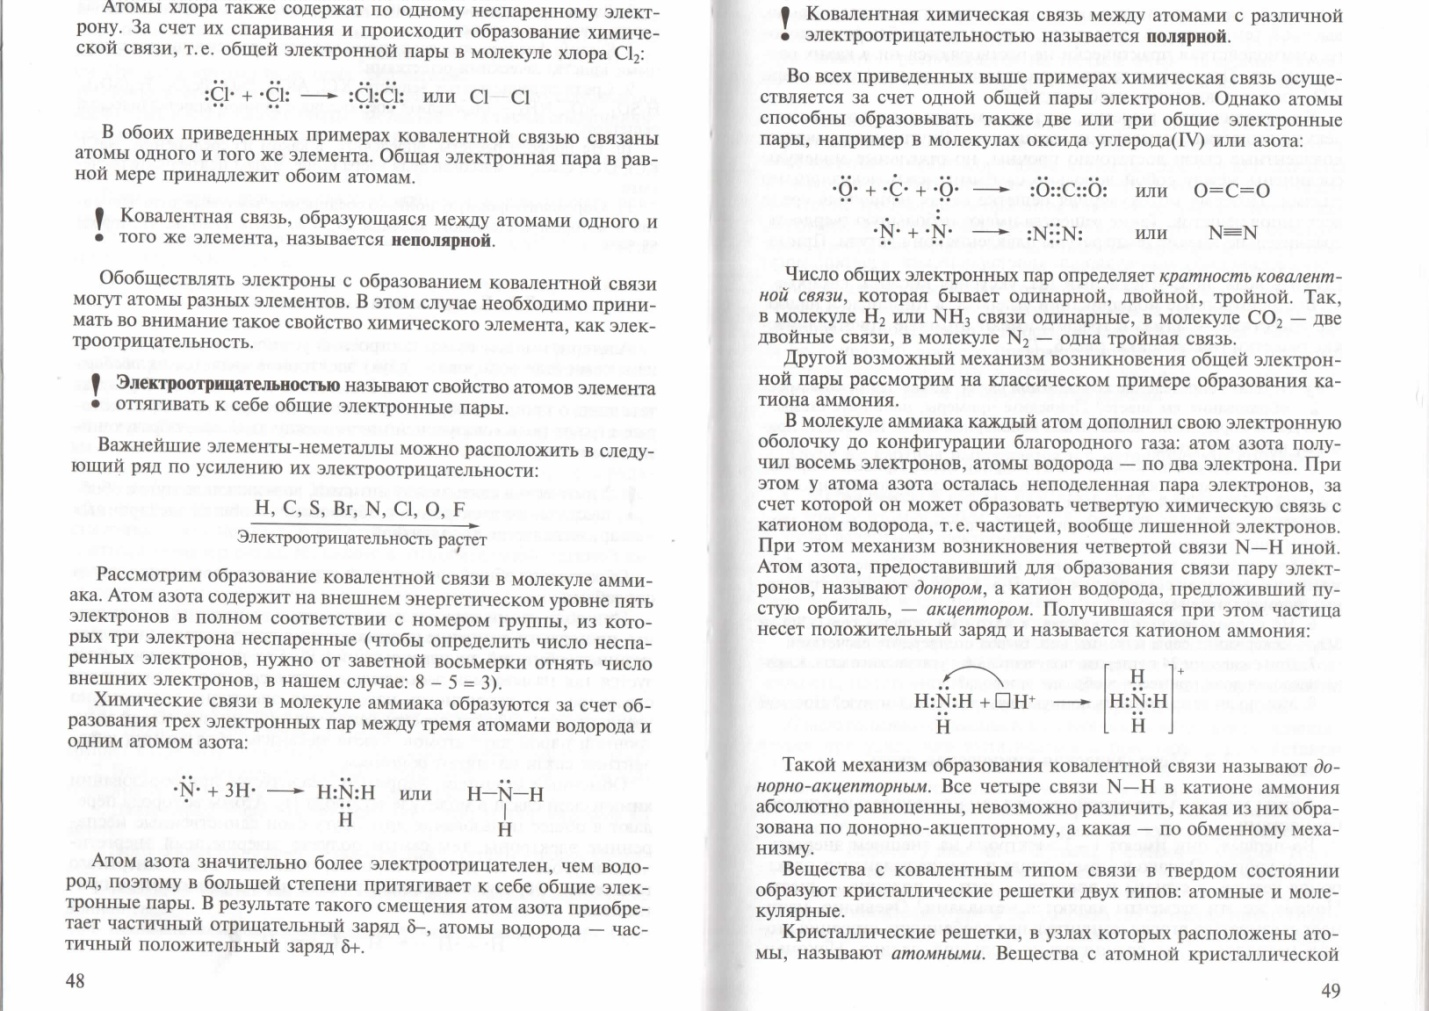 Атомы хлора также содержат по одному неспаренному элект-
рону. За счет их спаривания и происходит образование химиче-
ской связи, т.е. общей электронной пары в молекуле хлора Cl₂:
:C̈l· + ·C̈l: ⟶ :C̈l:C̈l: или Cl—Cl
В обоих приведенных примерах ковалентной связью связаны
атомы одного и того же элемента. Общая электронная пара в рав-
ной мере принадлежит обоим атомам.
! Ковалентная связь, образующаяся между атомами одного и
того же элемента, называется неполярной.
Обобществлять электроны с образованием ковалентной связи
могут атомы разных элементов. В этом случае необходимо прини-
мать во внимание такое свойство химического элемента, как элек-
троотрицательность.
! Электроотрицательностью называют свойство атомов элемента
оттягивать к себе общие электронные пары.
Важнейшие элементы-неметаллы можно расположить в следу-
ющий ряд по усилению их электроотрицательности:
H, C, S, Br, N, Cl, O, F
Электроотрицательность растет
Рассмотрим образование ковалентной связи в молекуле амми-
ака. Атом азота содержит на внешнем энергетическом уровне пять
электронов в полном соответствии с номером группы, из кото-
рых три электрона неспаренные (чтобы определить число неспа-
ренных электронов, нужно от заветной восьмерки отнять число
внешних электронов, в нашем случае: 8 – 5 = 3).
Химические связи в молекуле аммиака образуются за счет об-
разования трех электронных пар между тремя атомами водорода и
одним атомом азота:
·N̈· + 3H· ⟶ H:N̈:H или H—N̈—H
H H
Атом азота значительно более электроотрицателен, чем водо-
род, поэтому в большей степени притягивает к себе общие элек-
тронные пары. В результате такого смещения атом азота приобре-
тает частичный отрицательный заряд δ–, атомы водорода — час-
тичный положительный заряд δ+.
48
! Ковалентная химическая связь между атомами с различной
электроотрицательностью называется полярной.
Во всех приведенных выше примерах химическая связь осуще-
ствляется за счет одной общей пары электронов. Однако атомы
способны образовывать также две или три общие электронные
пары, например в молекулах оксида углерода(IV) или азота:
·Ö· + ·Ċ· + ·Ö· ⟶ :Ö::C::Ö: или O=C=O
·N̈· + ·N̈· ⟶ :N⋮⋮N: или N≡N
Число общих электронных пар определяет кратность ковалент-
ной связи, которая бывает одинарной, двойной, тройной. Так,
в молекуле H₂ или NH₃ связи одинарные, в молекуле CO₂ — две
двойные связи, в молекуле N₂ — одна тройная связь.
Другой возможный механизм возникновения общей электрон-
ной пары рассмотрим на классическом примере образования ка-
тиона аммония.
В молекуле аммиака каждый атом дополнил свою электронную
оболочку до конфигурации благородного газа: атом азота полу-
чил восемь электронов, атомы водорода — по два электрона. При
этом у атома азота осталась неподеленная пара электронов, за
счет которой он может образовать четвертую химическую связь с
катионом водорода, т.е. частицей, вообще лишенной электронов.
При этом механизм возникновения четвертой связи N—H иной.
Атом азота, предоставивший для образования связи пару элект-
ронов, называют донором, а катион водорода, предложивший пу-
стую орбиталь, — акцептором. Получившаяся при этом частица
несет положительный заряд и называется катионом аммония:
H +
H:N̈:H + □H⁺ ⟶ [H:N̈:H]
H H
Такой механизм образования ковалентной связи называют до-
норно-акцепторным. Все четыре связи N—H в катионе аммония
абсолютно равноценны, невозможно различить, какая из них обра-
зована по донорно-акцепторному, а какая — по обменному меха-
низму.
Вещества с ковалентным типом связи в твердом состоянии
образуют кристаллические решетки двух типов: атомные и моле-
кулярные.
Кристаллические решетки, в узлах которых расположены ато-
мы, называют атомными. Вещества с атомной кристаллической
49